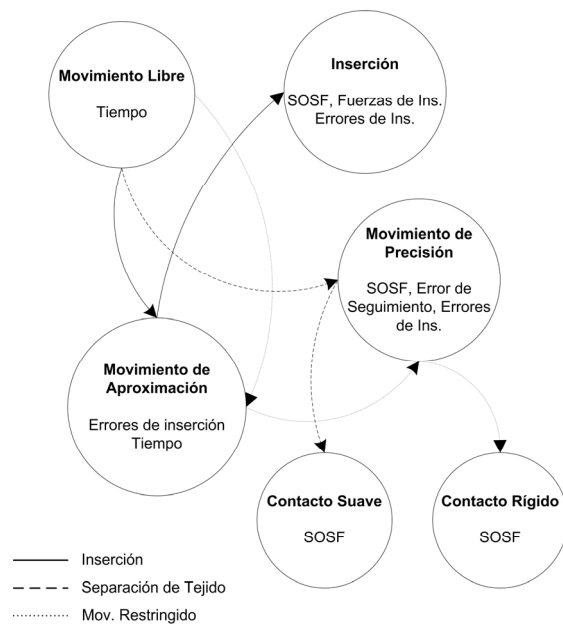 Movimiento Libre
Tiempo
Inserción
SOSF, Fuerzas de Ins.
Errores de Ins.
Movimiento de
Precisión
SOSF, Error de
Seguimiento, Errores
de Ins.
Movimiento de
Aproximación
Errores de inserción
Tiempo
Contacto Suave
SOSF
Contacto Rígido
SOSF
Inserción
Separación de Tejido
Mov. Restringido